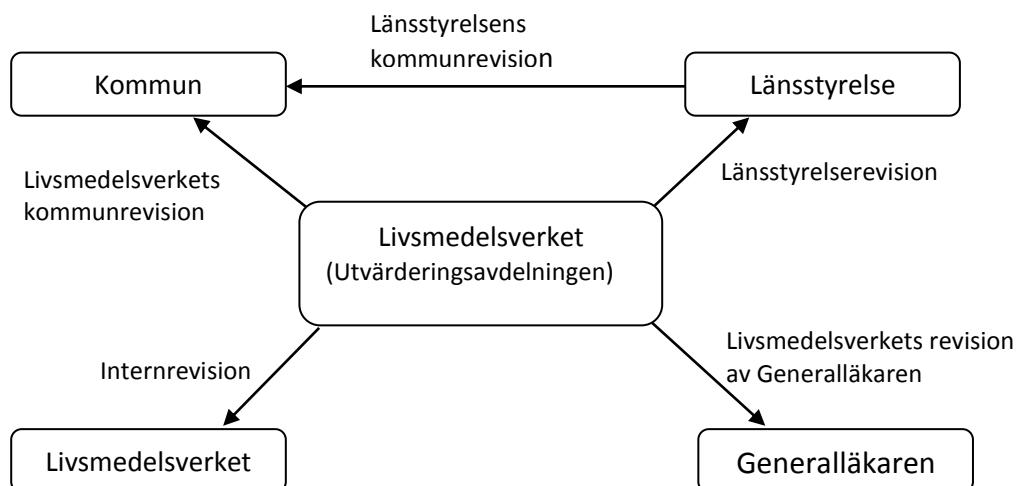 Länsstyrelsens
kommunrevision
Kommun
Länsstyrelse
Livsmedelsverkets
kommunrevision
Länsstyrelserevision
Livsmedelsverket
(Utvärderingsavdelningen)
Internrevision
Livsmedelsverkets revision
av Generalläkaren
Livsmedelsverket
Generalläkaren